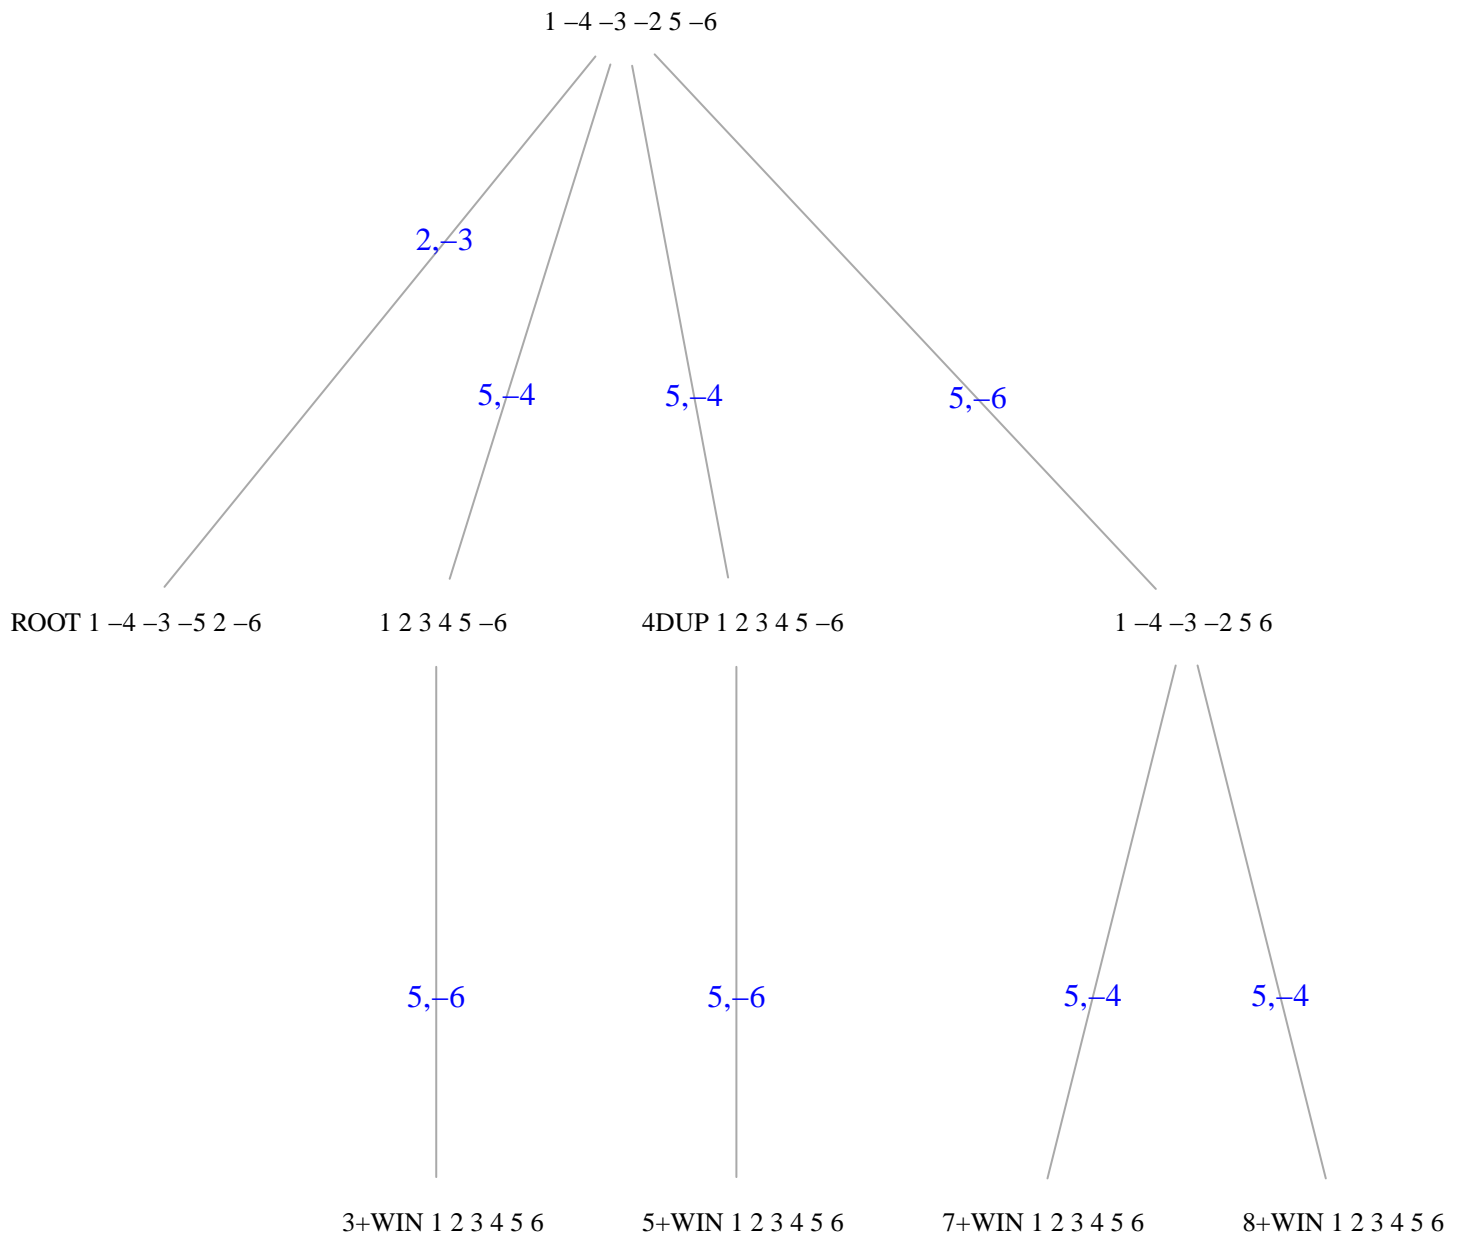 1 –4 –3 –2 5 –6
2,–3
5,–4
5,–4
5,–6
ROOT 1 –4 –3 –5 2 –6
1 2 3 4 5 –6
4DUP 1 2 3 4 5 –6
1 –4 –3 –2 5 6
5,–6
5,–6
5,–4
5,–4
3+WIN 1 2 3 4 5 6
5+WIN 1 2 3 4 5 6
7+WIN 1 2 3 4 5 6
8+WIN 1 2 3 4 5 6